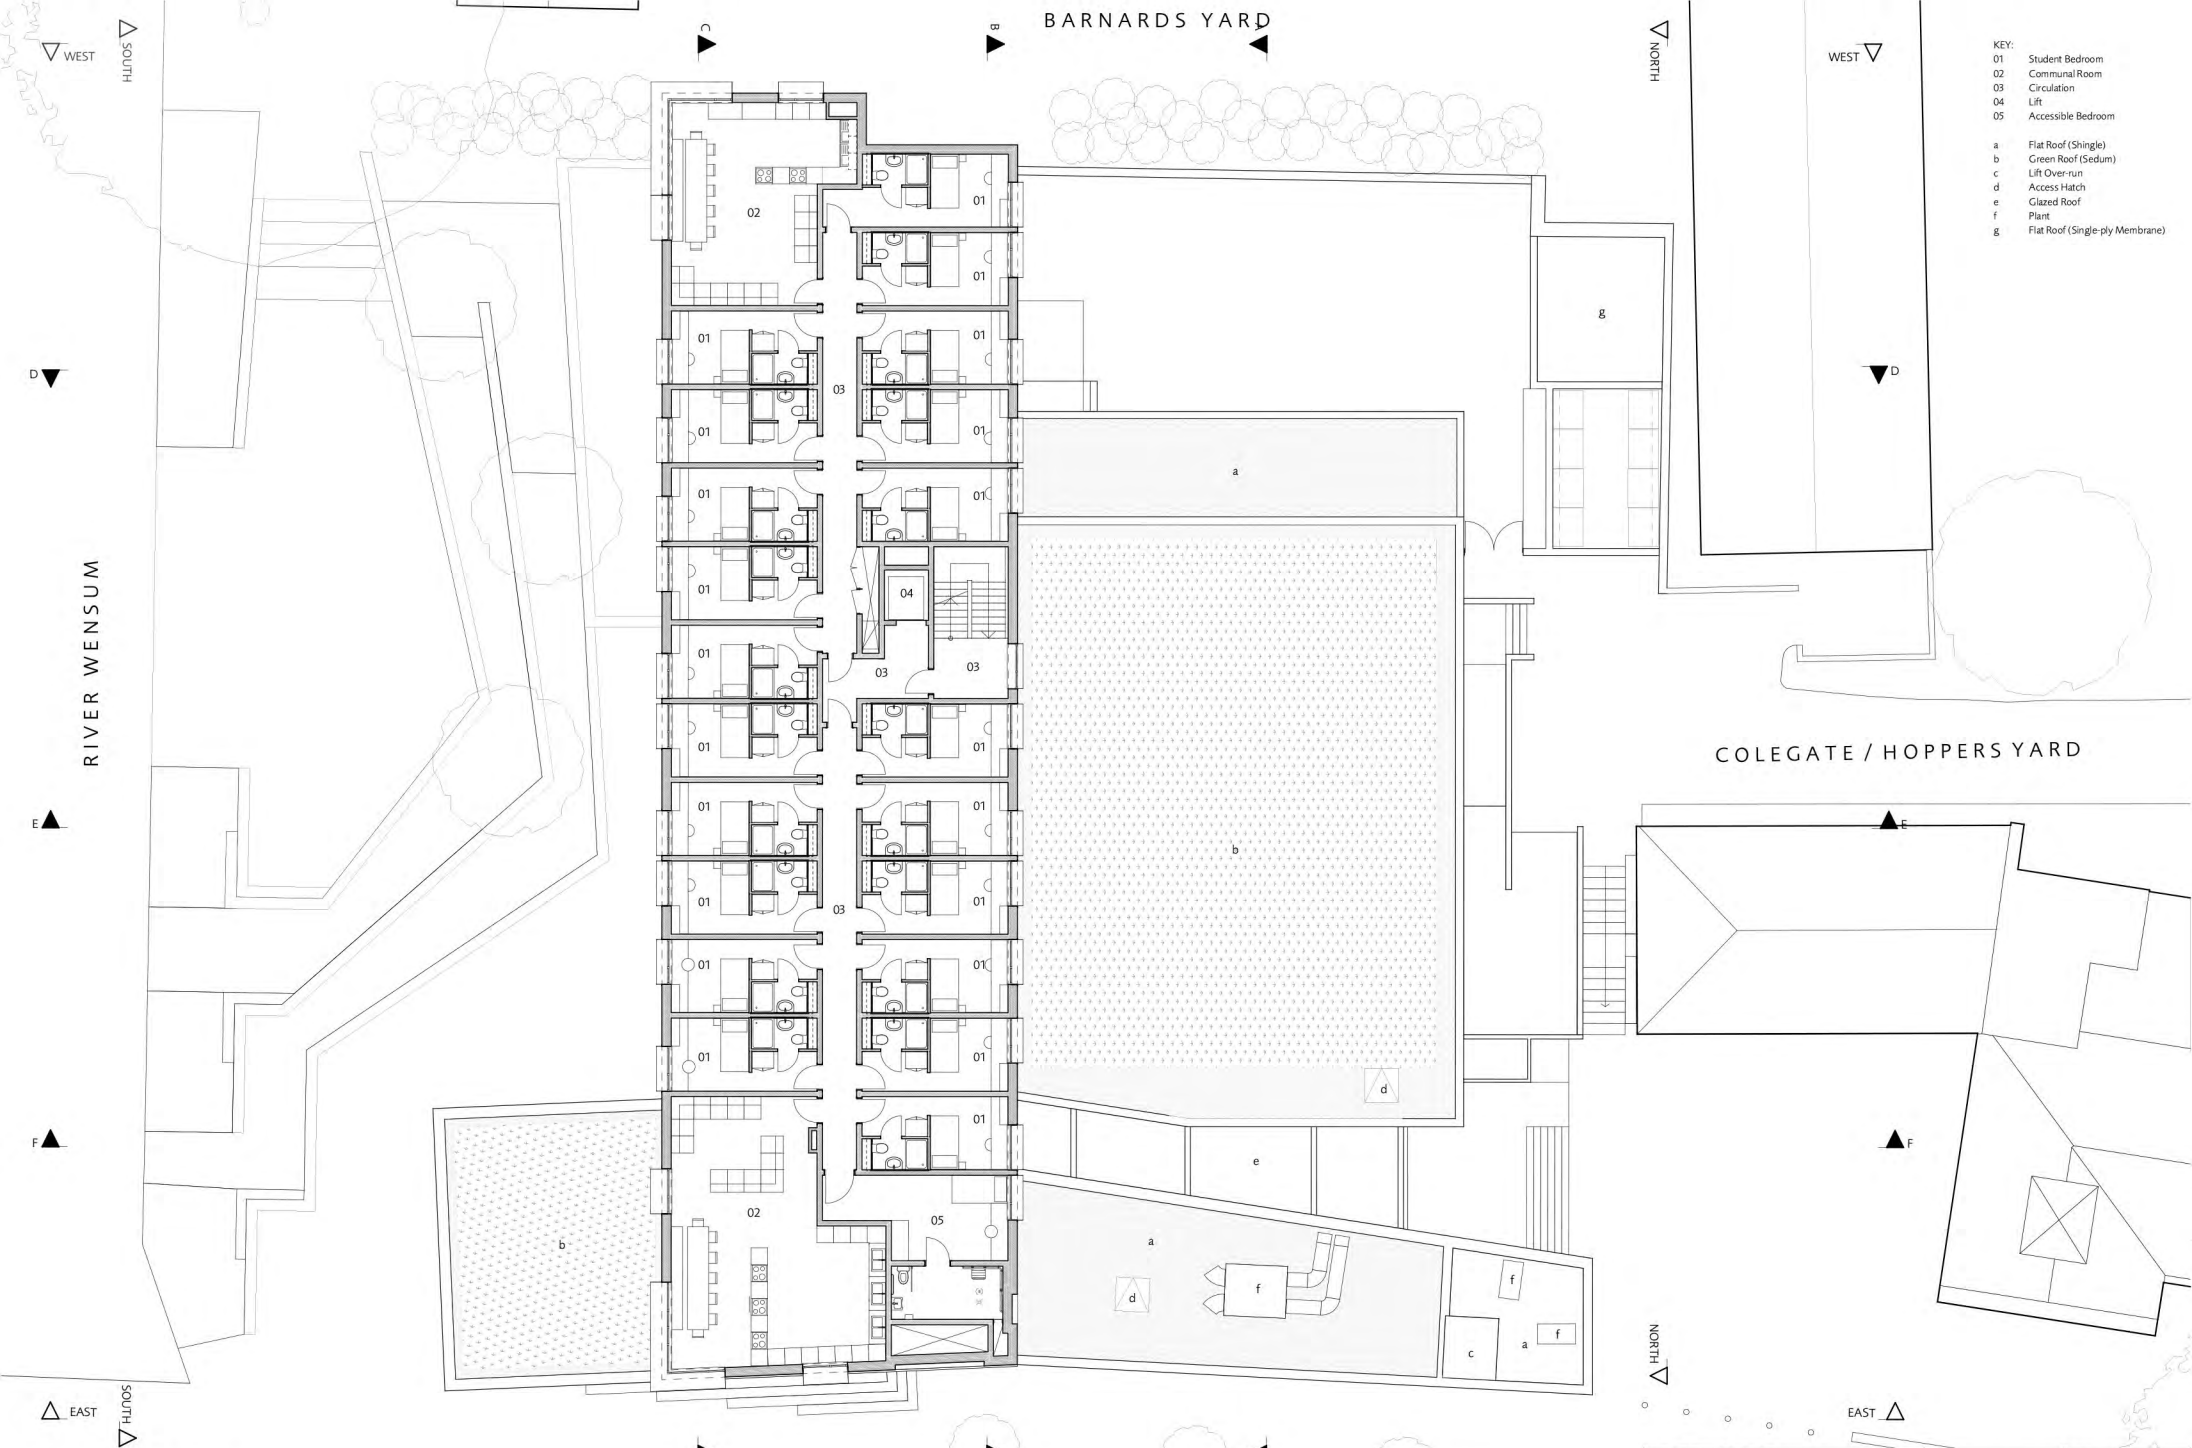 BARNARDS YARD
C
B
A
WEST
SOUTH
NORTH
WEST
KEY:
01 Student Bedroom
02 Communal Room
03 Circulation
04 Lift
05 Accessible Bedroom
a Flat Roof (Shingle)
b Green Roof (Sedum)
c Lift Over-run
d Access Hatch
e Glazed Roof
f Plant
g Flat Roof (Single-ply Membrane)
02
01
01
g
01
01
D
D
03
01
01
a
01
01
01
04
RIVER WENSUM
01
03
03
01
01
COLEGATE / HOPPERS YARD
01
01
E
E
b
01
01
03
01
01
01
01
d
01
F
F
e
02
05
b
a
f
f
d
f
a
c
NORTH
SOUTH
EAST
EAST